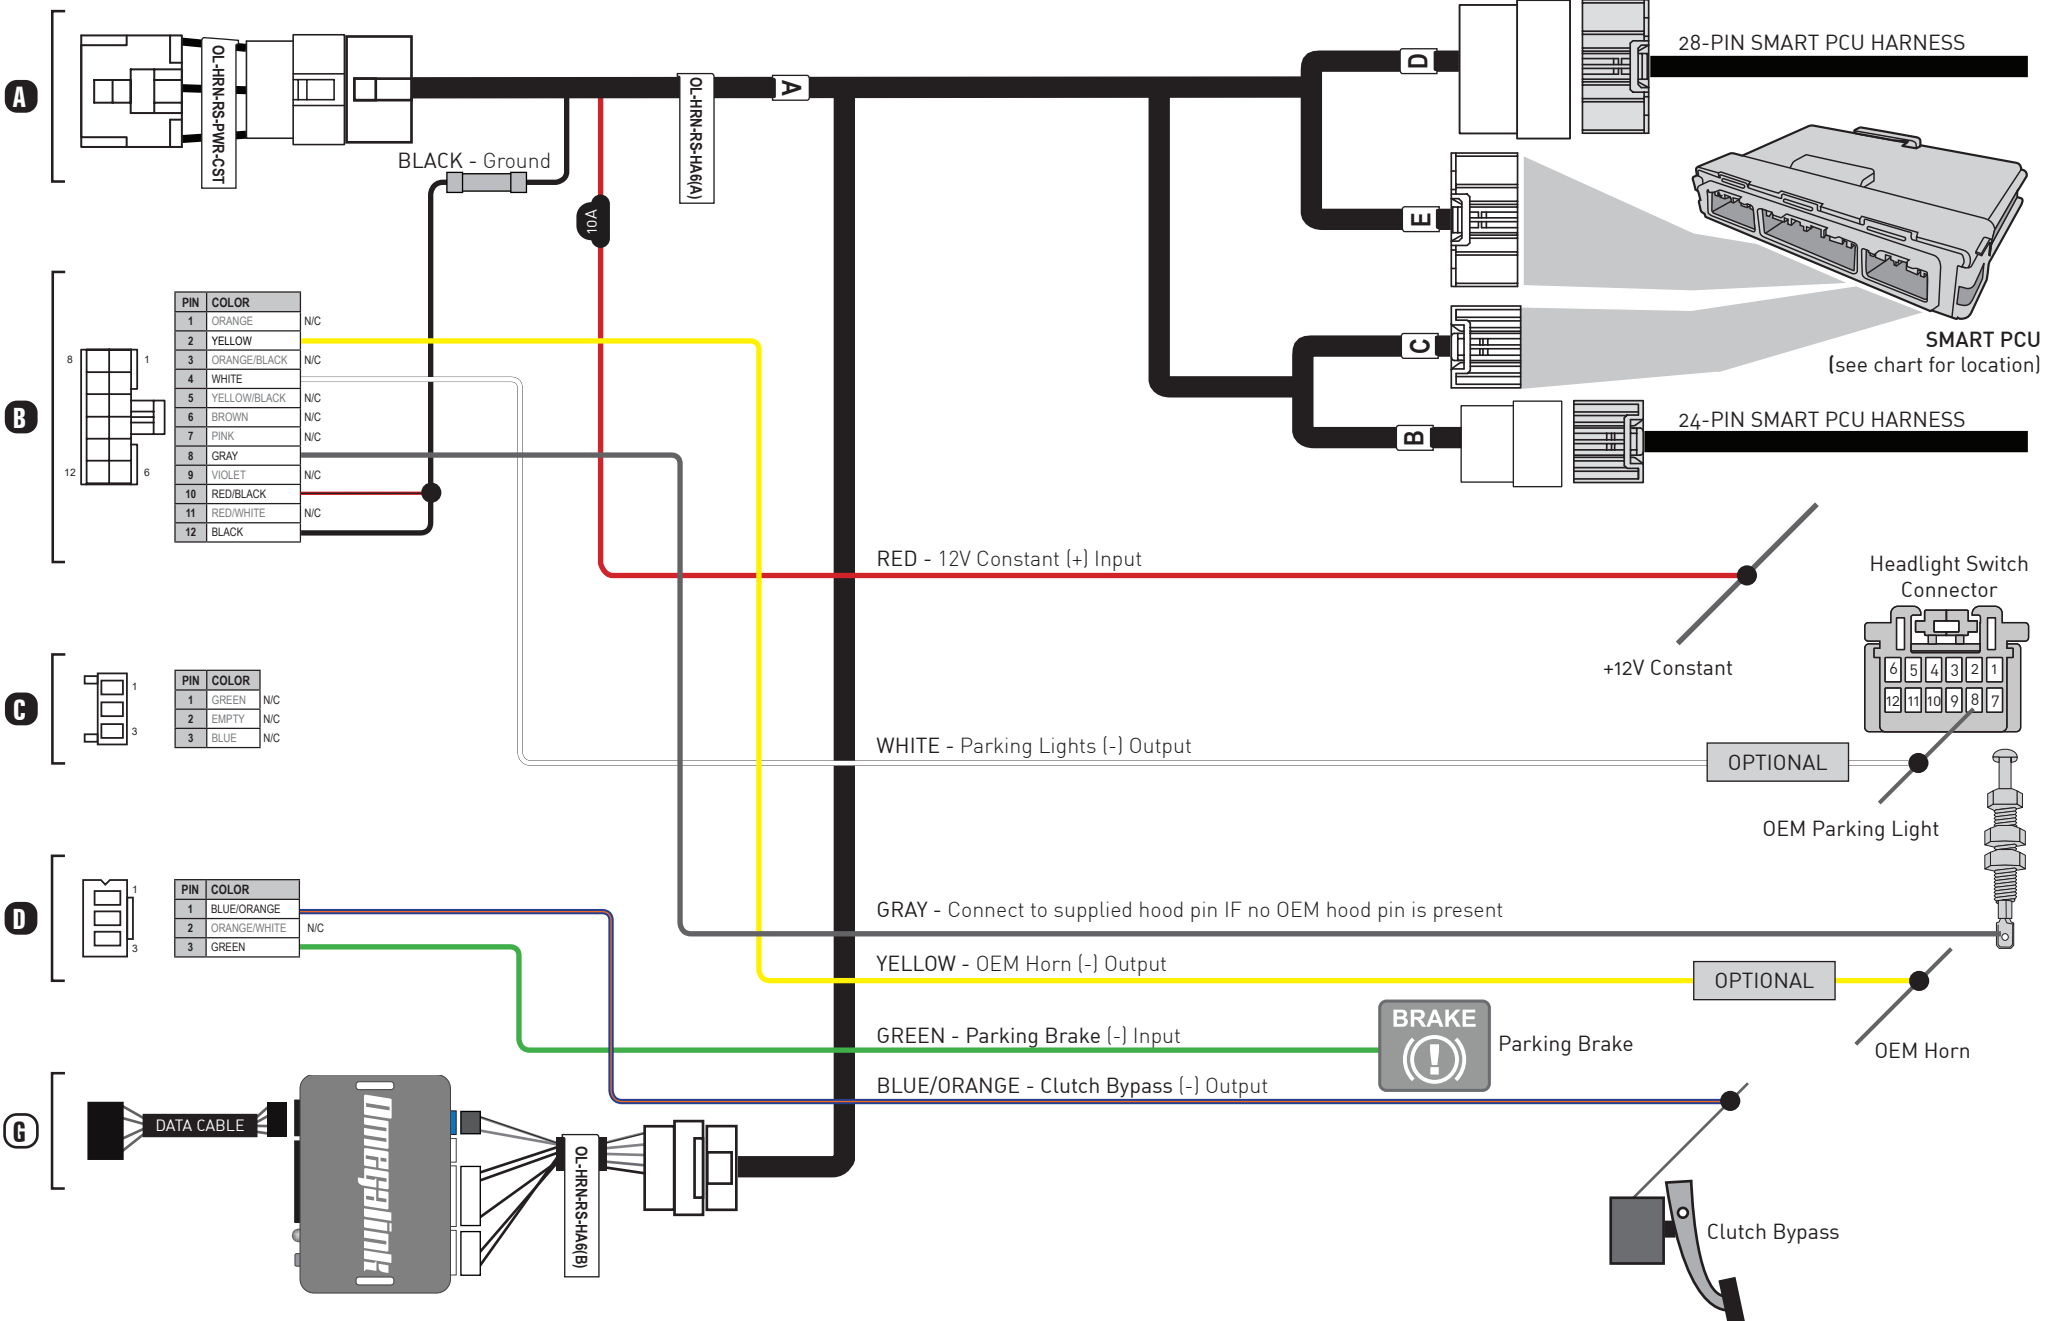 A
OL-HRN-RS-PWR-CST
BLACK - Ground
10A
OL-HRN-RS-HA6(A)
A
D
28-PIN SMART PCU HARNESS
E
C
B
SMART PCU
(see chart for location)
24-PIN SMART PCU HARNESS
B
8 1
12 6
PIN COLOR
1 ORANGE N/C
2 YELLOW
3 ORANGE/BLACK N/C
4 WHITE
5 YELLOW/BLACK N/C
6 BROWN N/C
7 PINK N/C
8 GRAY
9 VIOLET N/C
10 RED/BLACK
11 RED/WHITE N/C
12 BLACK
RED - 12V Constant (+) Input
+12V Constant
Headlight Switch
Connector
6 5 4 3 2 1
12 11 10 9 8 7
C
1
3
PIN COLOR
1 GREEN N/C
2 EMPTY N/C
3 BLUE N/C
WHITE - Parking Lights (-) Output
OPTIONAL
OEM Parking Light
D
1
3
PIN COLOR
1 BLUE/ORANGE
2 ORANGE/WHITE N/C
3 GREEN
GRAY - Connect to supplied hood pin IF no OEM hood pin is present
YELLOW - OEM Horn (-) Output
OPTIONAL
OEM Horn
GREEN - Parking Brake (-) Input
BRAKE
(!)
Parking Brake
BLUE/ORANGE - Clutch Bypass (-) Output
G
DATA CABLE
omegalink
OL-HRN-RS-HA6(B)
Clutch Bypass